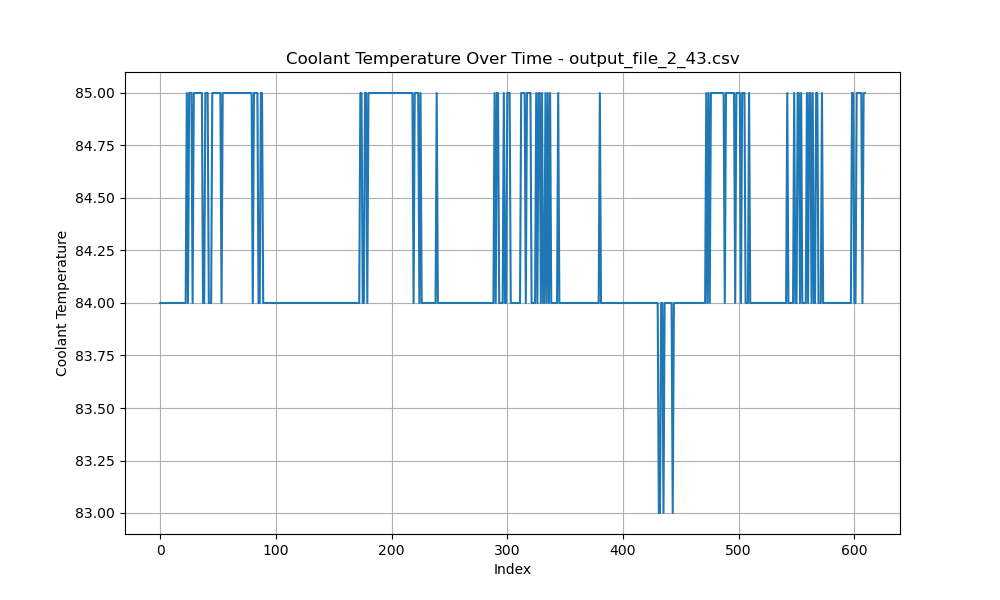 Coolant Temperature Over Time - output_file_2_43.csv
Coolant Temperature
85.00
84.75
84.50
84.25
84.00
83.75
83.50
83.25
83.00
0 100 200 300 400 500 600
Index